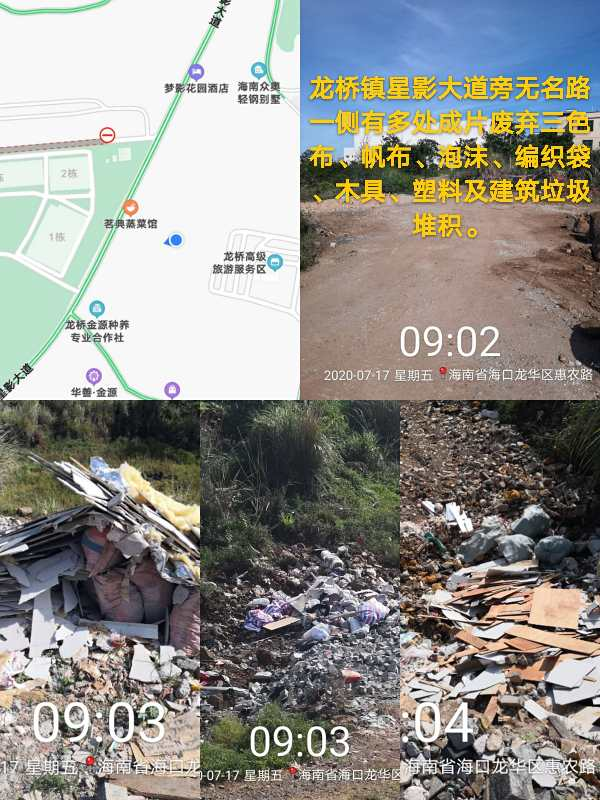 影大道
梦影花园酒店
海南众奥
轻钢别墅
栋
2栋
茗典蒸菜馆
1栋
龙桥高级
旅游服务区
龙桥金源种养
专业合作社
星影大道
华善·金源
龙桥镇星影大道旁无名路
一侧有多处成片废弃三色
布、帆布、泡沫、编织袋
、木具、塑料及建筑垃圾
堆积。
09:02
2020-07-17 星期五 海南省海口龙华区惠农路
09:03
17 星期五 海南省海口龙
09:03
0-07-17 星期五 海南省海口龙华区
:04
海南省海口龙华区惠农路